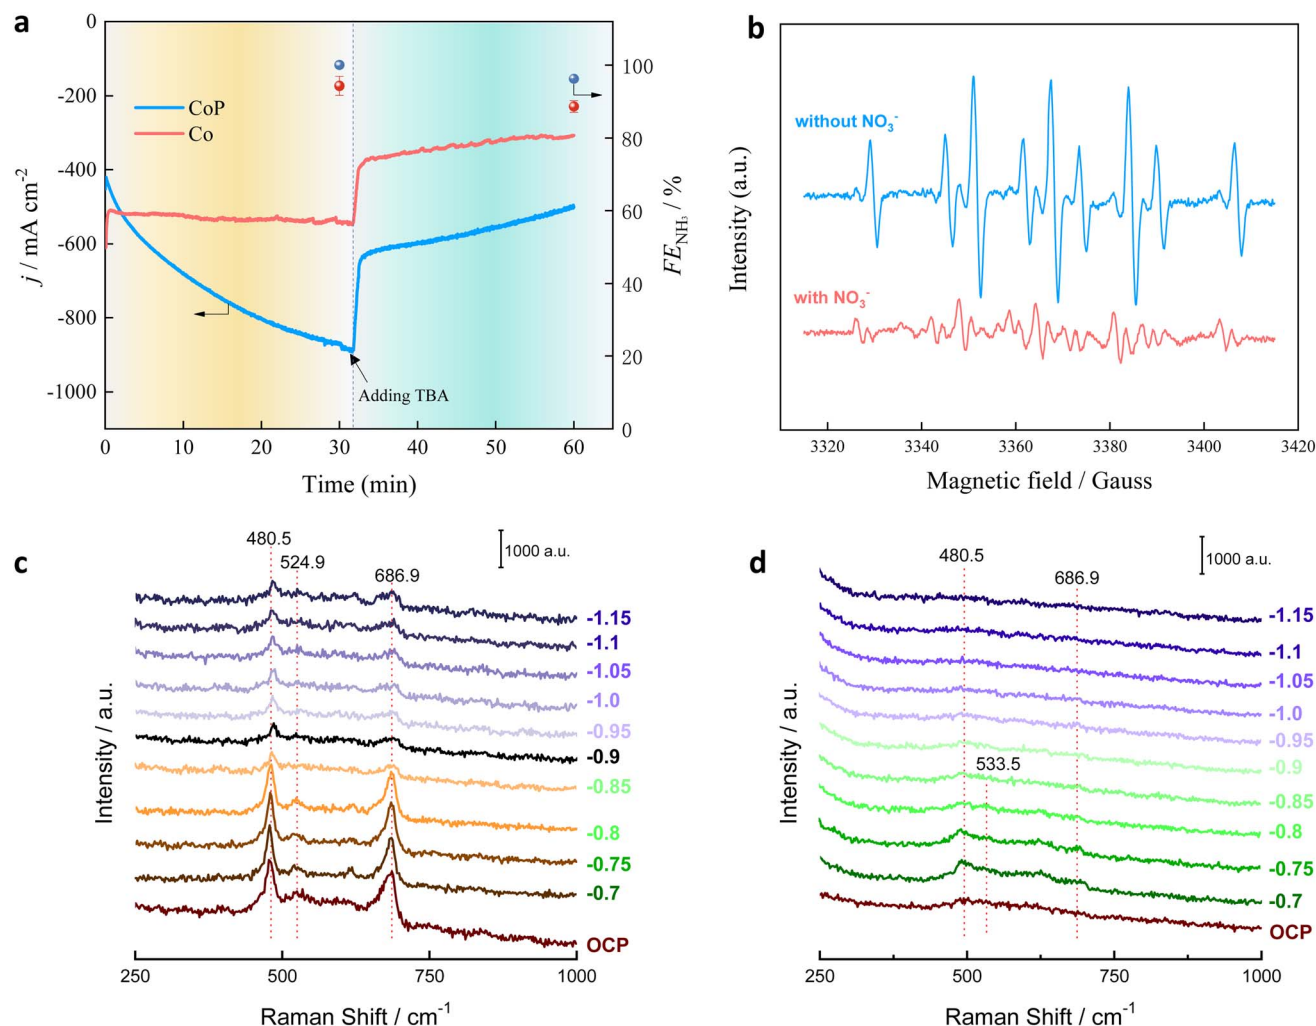 a
0
-200
-400
-600
-800
-1000
j / mA cm-2
CoP
Co
Adding TBA
100
80
60
40
20
0
FENH3 / %
0 10 20 30 40 50 60
Time (min)
b
without NO3-
with NO3-
Intensity (a.u.)
3320 3340 3360 3380 3400 3420
Magnetic field / Gauss
c
480.5
524.9
686.9
1000 a.u.
-1.15
-1.1
-1.05
-1.0
-0.95
-0.9
-0.85
-0.8
-0.75
-0.7
OCP
Intensity / a.u.
250 500 750 1000
Raman Shift / cm-1
d
480.5
686.9
1000 a.u.
533.5
-1.15
-1.1
-1.05
-1.0
-0.95
-0.9
-0.85
-0.8
-0.75
-0.7
OCP
Intensity / a.u.
250 500 750 1000
Raman Shift / cm-1